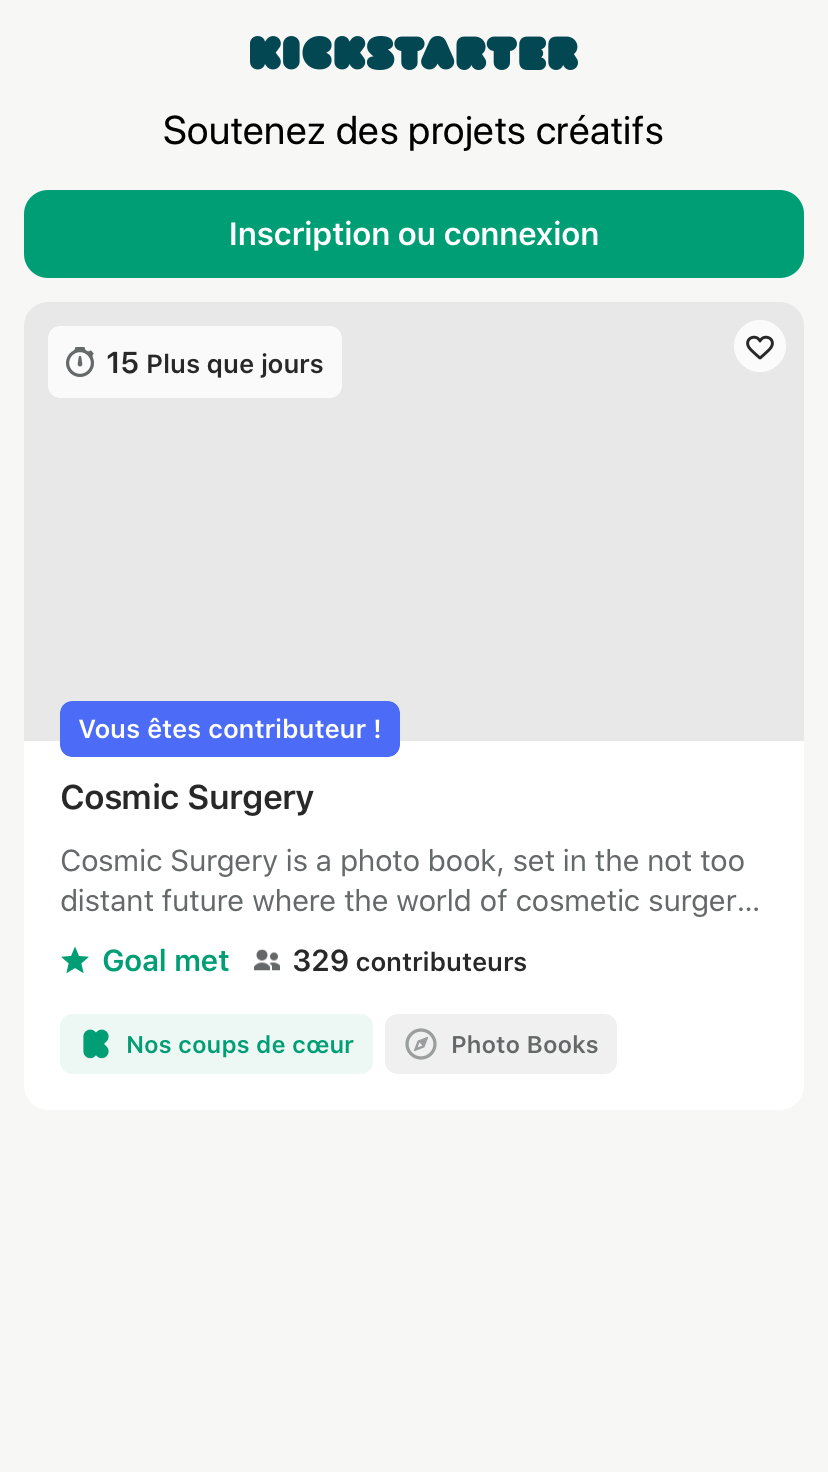 KICKSTARTER
Soutenez des projets créatifs
Inscription ou connexion
15 Plus que jours
Vous êtes contributeur !
Cosmic Surgery
Cosmic Surgery is a photo book, set in the not too
distant future where the world of cosmetic surger...
Goal met 329 contributeurs
Nos coups de cœur Photo Books